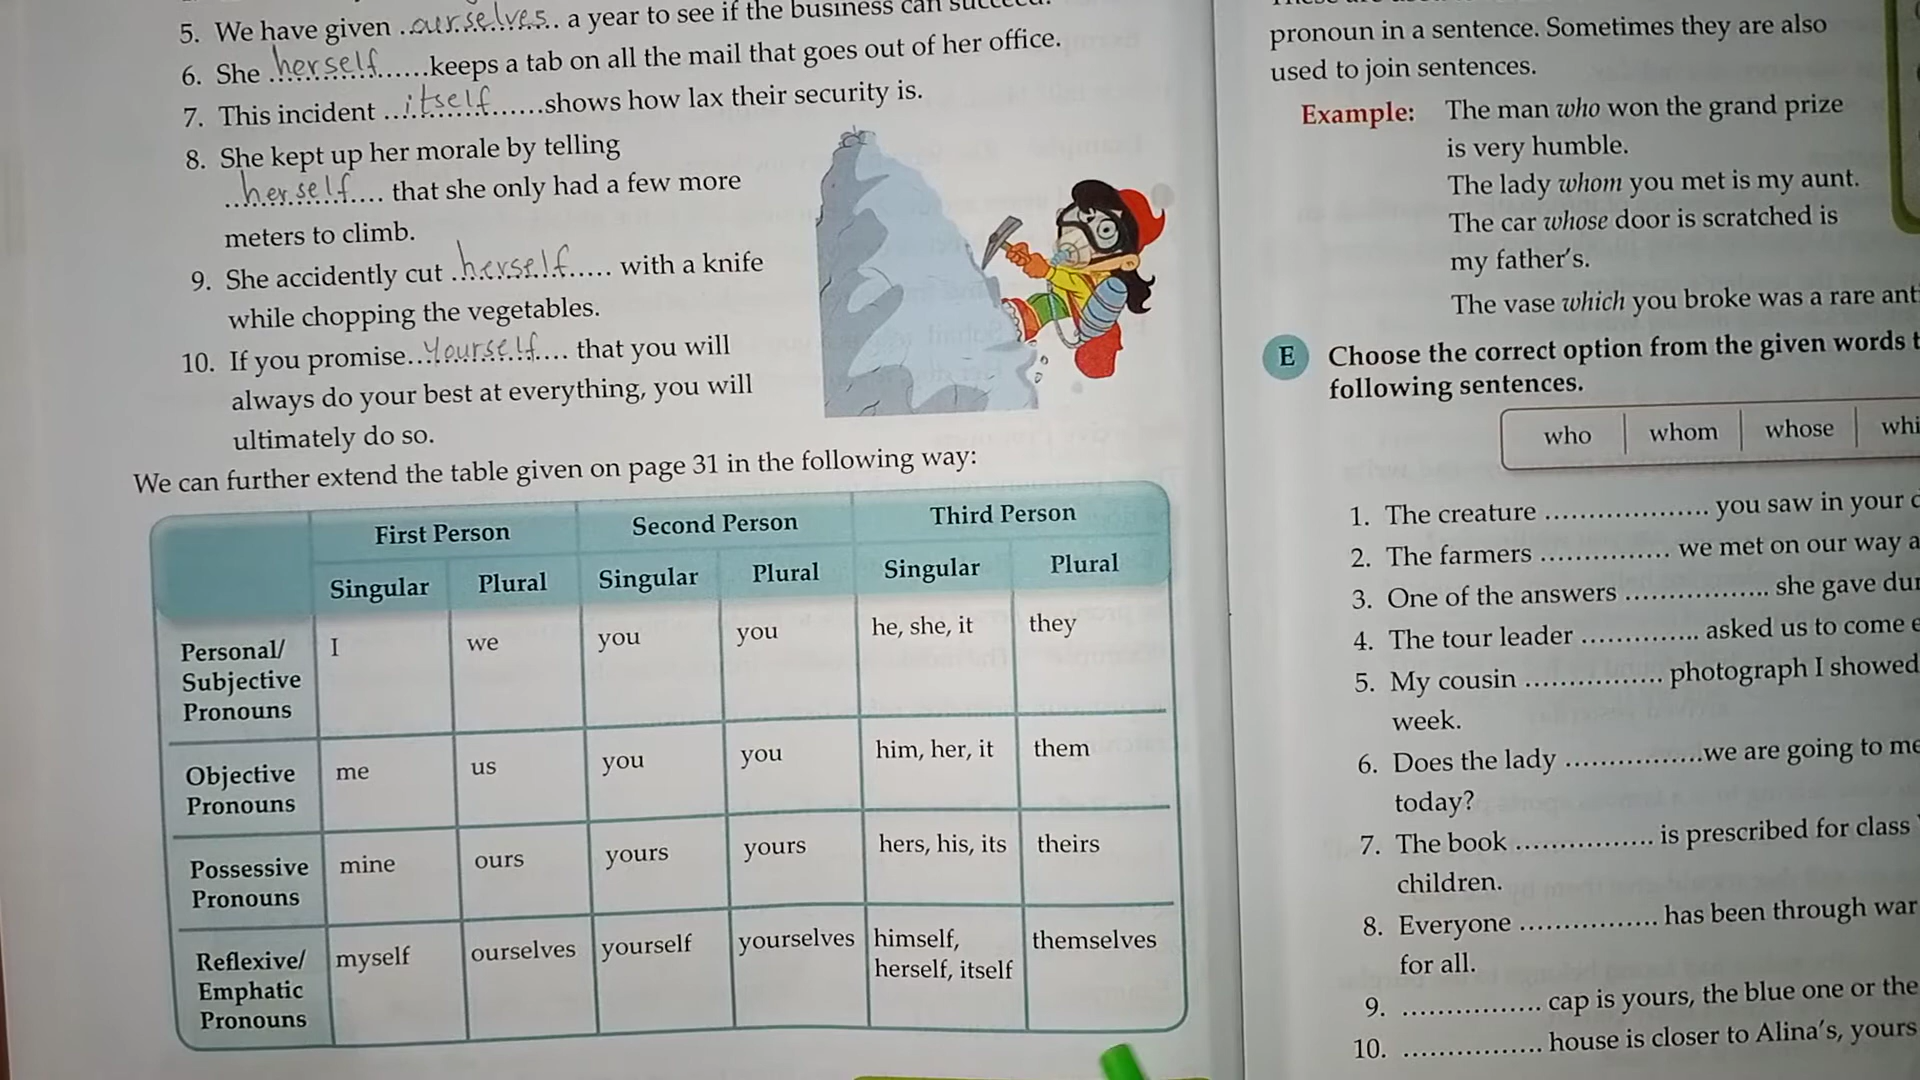 5. We have given ..ourselves.. a year to see if the business can
6. She herself keeps a tab on all the mail that goes out of her office.
7. This incident itself shows how lax their security is.
8. She kept up her morale by telling
herself that she only had a few more
meters to climb.
9. She accidently cut herself with a knife
while chopping the vegetables.
10. If you promise Yourself that you will
always do your best at everything, you will
ultimately do so.
We can further extend the table given on page 31 in the following way:
First Person Second Person Third Person
Singular Plural Singular Plural Singular Plural
Personal/ I we you you he, she, it they
Subjective
Pronouns
Objective me us you you him, her, it them
Pronouns
Possessive mine ours yours yours hers, his, its theirs
Pronouns
Reflexive/ myself ourselves yourself yourselves himself, themselves
Emphatic herself, itself
Pronouns
pronoun in a sentence. Sometimes they are also
used to join sentences.
Example: The man who won the grand prize
is very humble.
The lady whom you met is my aunt.
The car whose door is scratched is
my father's.
The vase which you broke was a rare
E Choose the correct option from the given words
following sentences.
who whom whose
1. The creature .................. you saw in your
2. The farmers .............. we met on our way
3. One of the answers ................ she gave
4. The tour leader ............. asked us to come
5. My cousin ............... photograph I showed
week.
6. Does the lady ................we are going to
today?
7. The book ................ is prescribed for class
children.
8. Everyone ................ has been through war
for all.
9. ................ cap is yours, the blue one or the
10. ................ house is closer to Alina's, yours